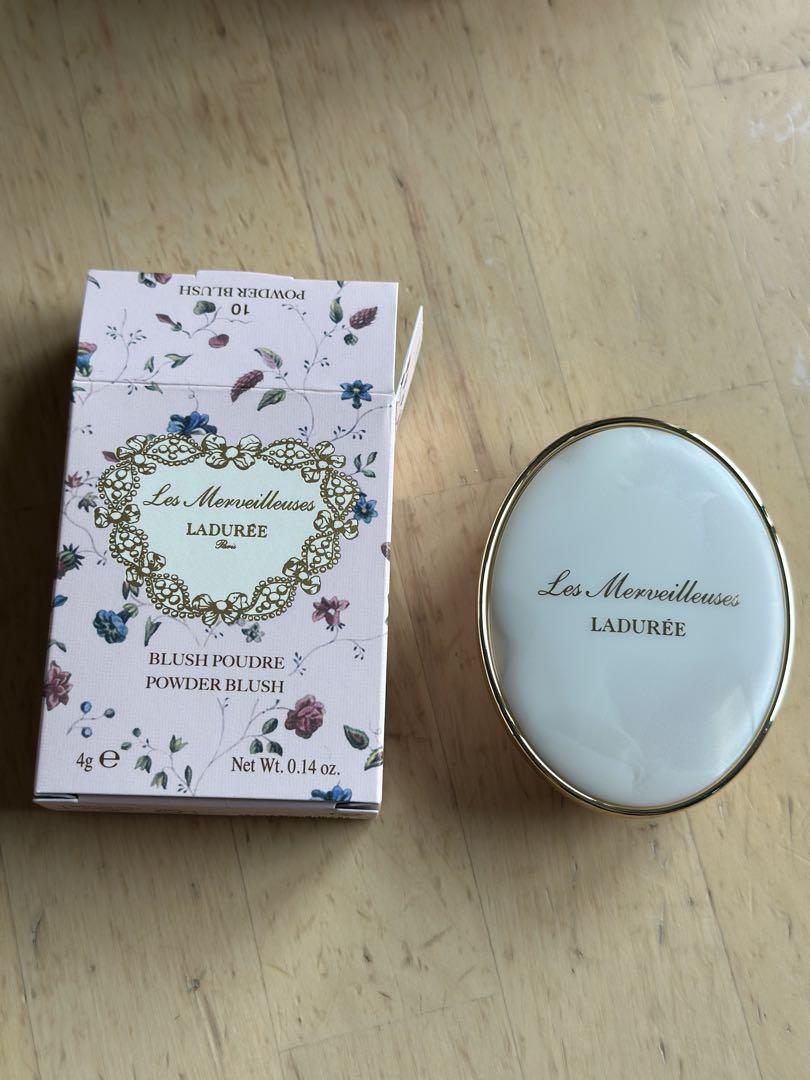 POWDER BLUSH
10
Les Merveilleuses
LADURÉE
Paris
BLUSH POUDRE
POWDER BLUSH
4g ℮
Net Wt. 0.14 oz.
Les Merveilleuses
LADURÉE